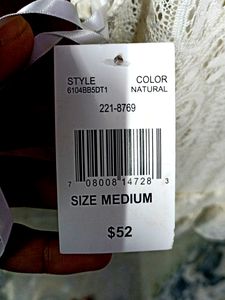 STYLE COLOR
6104BB5DT1 NATURAL
221-8769
7 08008 14728 3
SIZE MEDIUM
$52